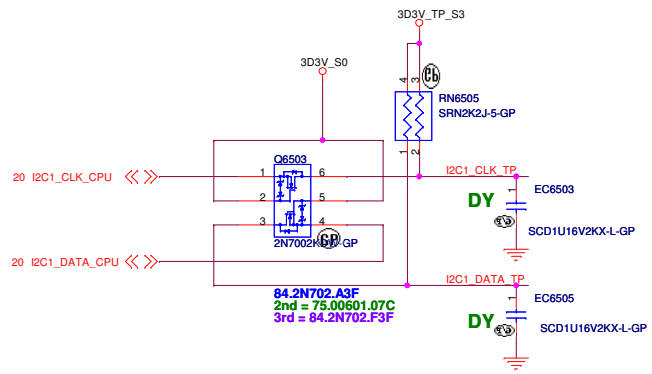 3D3V_TP_S3
3D3V_S0
4 3
RN6505
SRN2K2J-5-GP
1 2
Q6503
20 I2C1_CLK_CPU
1 6
2 5
3 4
I2C1_CLK_TP
1
EC6503
DY
SCD1U16V2KX-L-GP
20 I2C1_DATA_CPU
I2C1_DATA_TP
1
EC6505
DY
SCD1U16V2KX-L-GP
84.2N702.A3F
2nd = 75.00601.07C
3rd = 84.2N702.F3F